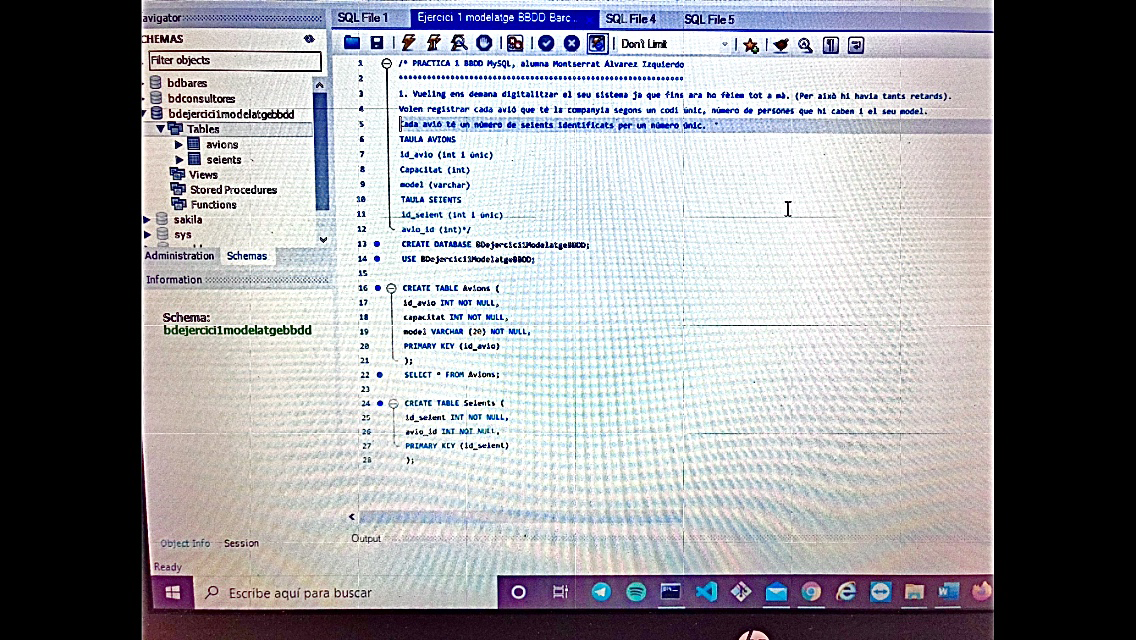 avigator
SQL File 1
Ejercici 1 modelatge BBDD Barc...
SQL File 4
SQL File 5
CHEMAS
Don't Limit
Filter objects
bdbares
bdconsultores
bdejercici1modelatgebbdd
Tables
avions
seients
Views
Stored Procedures
Functions
sakila
sys
Administration
Schemas
Information
Schema:
bdejercici1modelatgebbdd
1 /* PRACTICA 1 BBDD MySQL, alumna Montserrat Álvarez Izquierdo
2 ****************************************************************
3 1. Vueling ens demana digitalitzar el seu sistema ja que fins ara ho fèiem tot a mà. (Per això hi havia tants retards).
4 Volen registrar cada avió que té la companyia segons un codi únic, número de persones que hi caben i el seu model.
5 Cada avió té un número de seients identificats per un número únic.
6 TAULA AVIONS
7 id_avio (int i únic)
8 Capacitat (int)
9 model (varchar)
10 TAULA SEIENTS
11 id_seient (int i únic)
12 avio_id (int)*/
13 CREATE DATABASE BDejercici1ModelatgeBBDD;
14 USE BDejercici1ModelatgeBBDD;
15
16 CREATE TABLE Avions (
17 id_avio INT NOT NULL,
18 capacitat INT NOT NULL,
19 model VARCHAR (20) NOT NULL,
20 PRIMARY KEY (id_avio)
21 );
22 SELECT * FROM Avions;
23
24 CREATE TABLE Seients (
25 id_seient INT NOT NULL,
26 avio_id INT NOT NULL,
27 PRIMARY KEY (id_seient)
28 );
Output
Object Info
Session
Ready
Escribe aquí para buscar